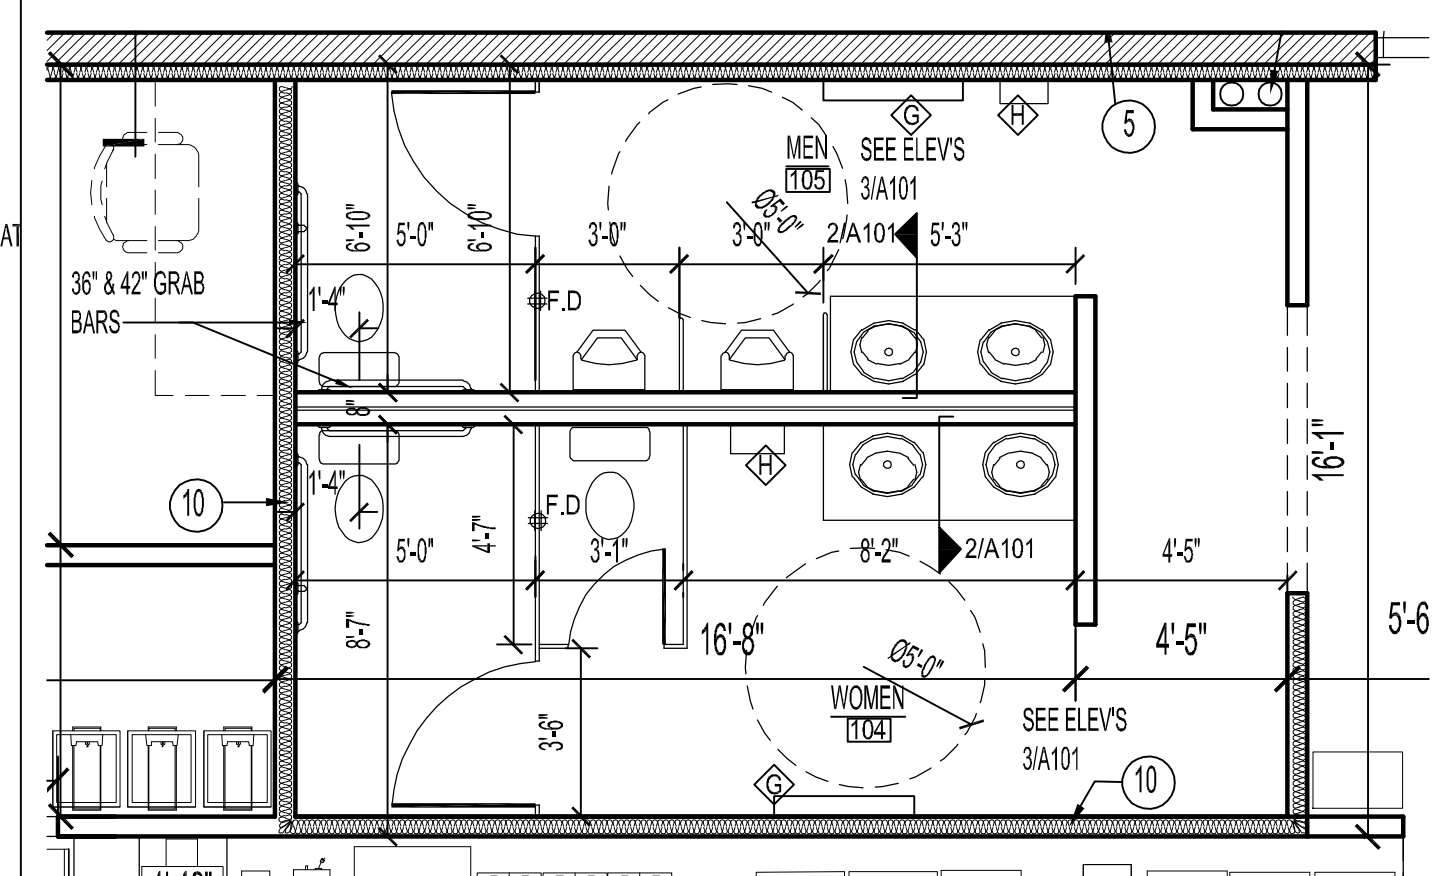 G
H
5
MEN
105
SEE ELEV'S
3/A101
Ø5'-0"
6'-10"
5'-0"
6'-10"
3'-0"
3'-0"
2/A101
5'-3"
AT
36" & 42" GRAB
BARS
1'-4"
F.D
8"
16'-1"
H
1'-4"
10
F.D
4'-7"
5'-0"
3'-1"
8'-2"
2/A101
4'-5"
8'-7"
16'-8"
4'-5"
5'-6
Ø5'-0"
WOMEN
104
SEE ELEV'S
3/A101
3'-6"
G
10